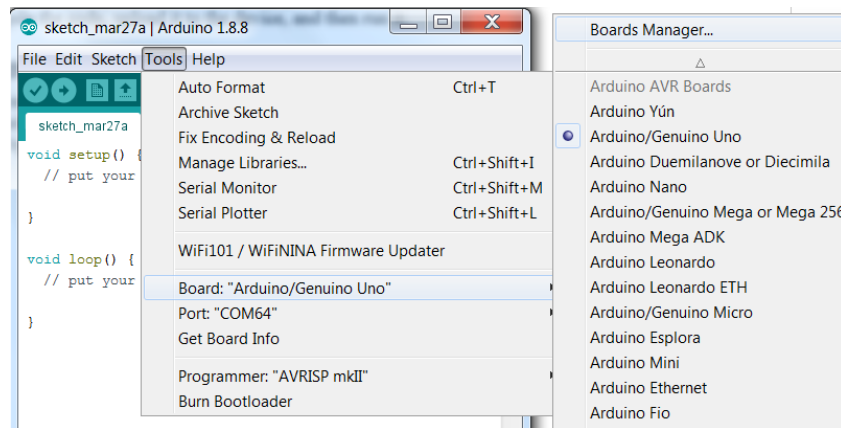 sketch_mar27a | Arduino 1.8.8
File Edit Sketch Tools Help
sketch_mar27a
void setup() {
// put your
}
void loop() {
// put your
}
Auto Format Ctrl+T
Archive Sketch
Fix Encoding & Reload
Manage Libraries... Ctrl+Shift+I
Serial Monitor Ctrl+Shift+M
Serial Plotter Ctrl+Shift+L
WiFi101 / WiFiNINA Firmware Updater
Board: "Arduino/Genuino Uno"
Port: "COM64"
Get Board Info
Programmer: "AVRISP mkII"
Burn Bootloader
Boards Manager...
Arduino AVR Boards
Arduino Yún
Arduino/Genuino Uno
Arduino Duemilanove or Diecimila
Arduino Nano
Arduino/Genuino Mega or Mega 256
Arduino Mega ADK
Arduino Leonardo
Arduino Leonardo ETH
Arduino/Genuino Micro
Arduino Esplora
Arduino Mini
Arduino Ethernet
Arduino Fio